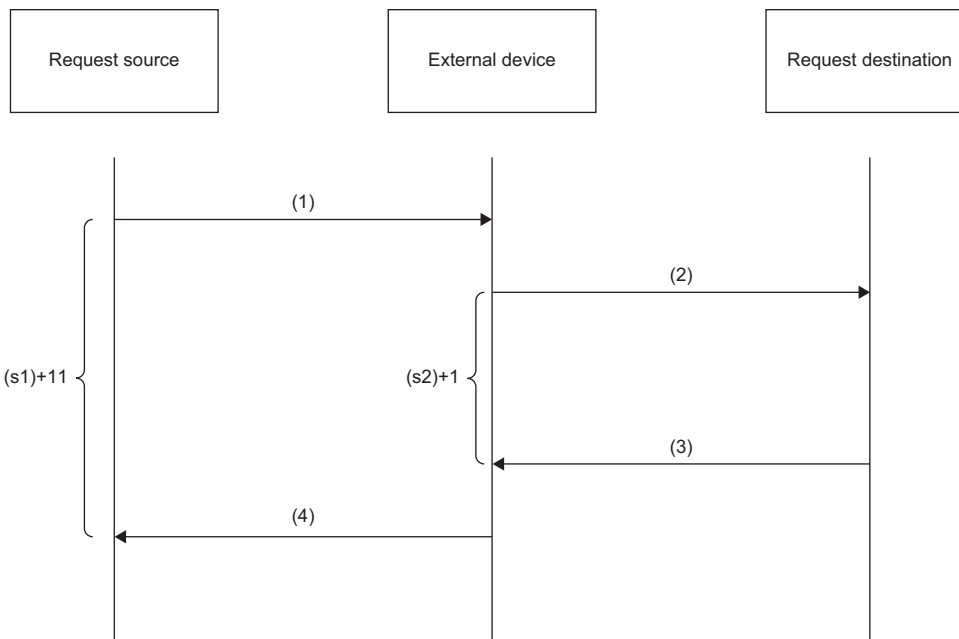 Request source
External device
Request destination
(1)
(2)
(s1)+11
(s2)+1
(3)
(4)